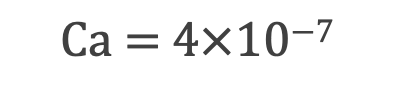 Ca = 4×10⁻⁷